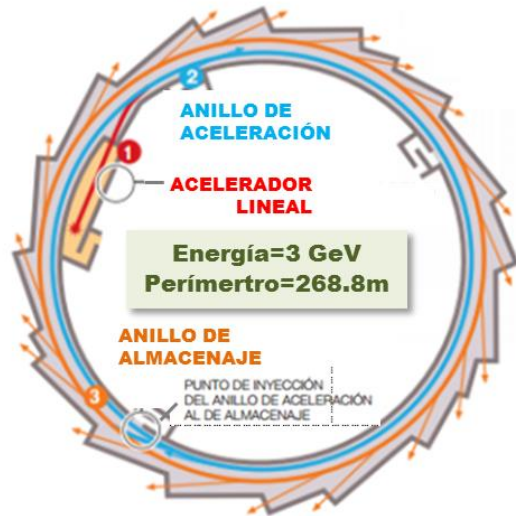 2
ANILLO DE
ACELERACIÓN
1
ACELERADOR
LINEAL
Energía=3 GeV
Perímertro=268.8m
ANILLO DE
ALMACENAJE
3
PUNTO DE INYECCIÓN
DEL ANILLO DE ACELERACIÓN
AL DE ALMACENAJE